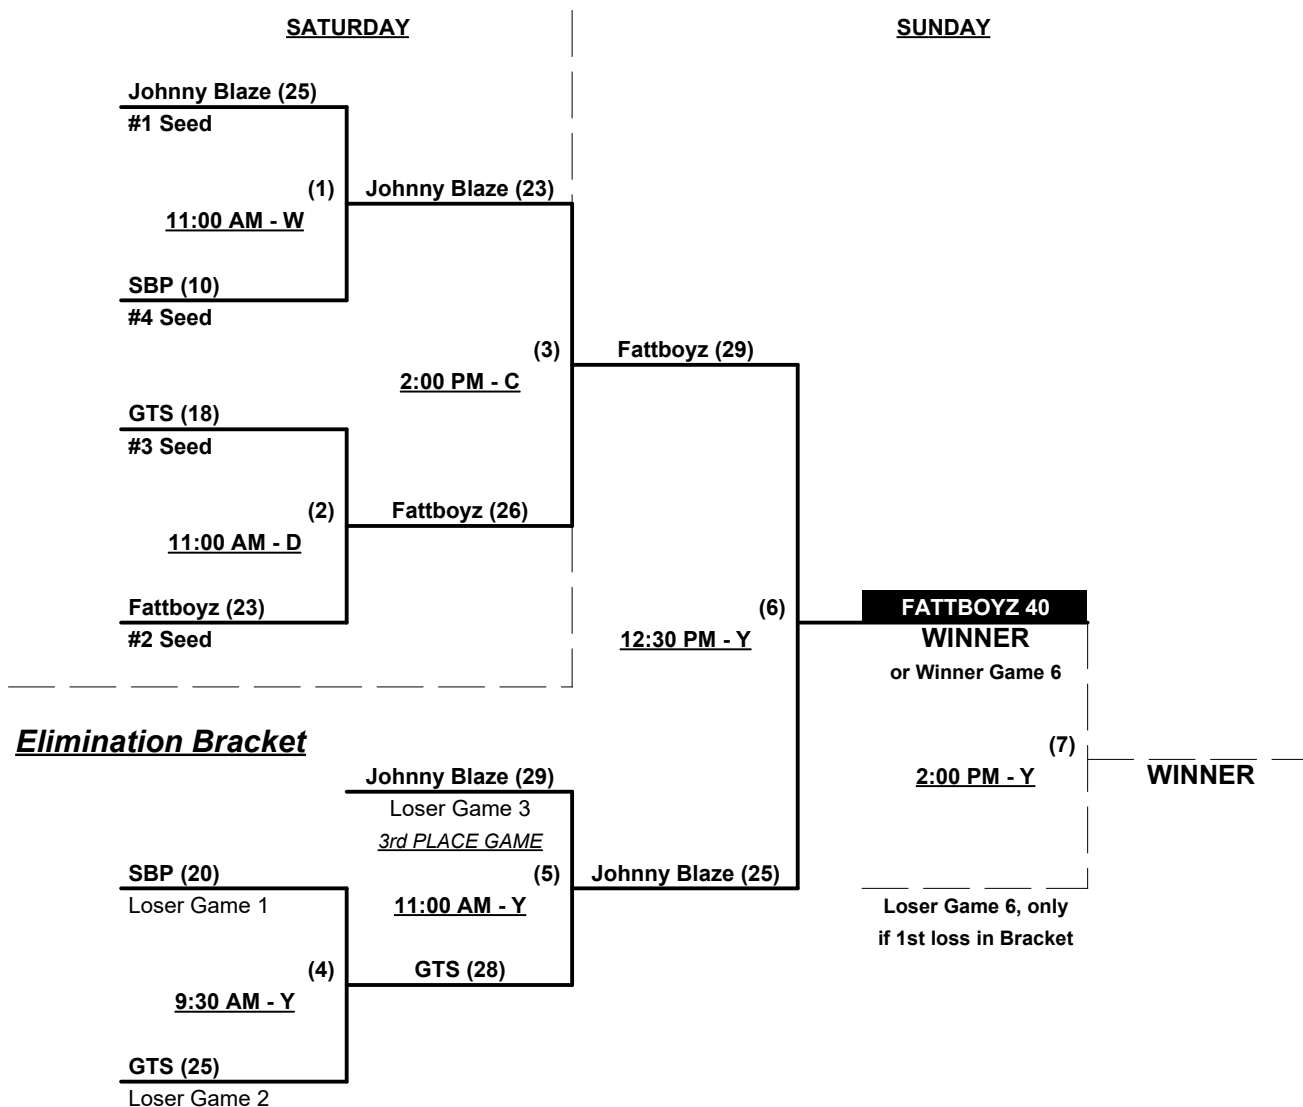 SATURDAY
SUNDAY
Johnny Blaze (25)
#1 Seed
(1)
Johnny Blaze (23)
11:00 AM - W
SBP (10)
#4 Seed
(3)
Fattboyz (29)
2:00 PM - C
GTS (18)
#3 Seed
(2)
Fattboyz (26)
11:00 AM - D
Fattboyz (23)
#2 Seed
(6)
12:30 PM - Y
FATTBOYZ 40
WINNER
or Winner Game 6
Elimination Bracket
(7)
2:00 PM - Y
WINNER
Johnny Blaze (29)
Loser Game 3
3rd PLACE GAME
SBP (20)
Loser Game 1
(5)
Johnny Blaze (25)
11:00 AM - Y
Loser Game 6, only
if 1st loss in Bracket
(4)
GTS (28)
9:30 AM - Y
GTS (25)
Loser Game 2